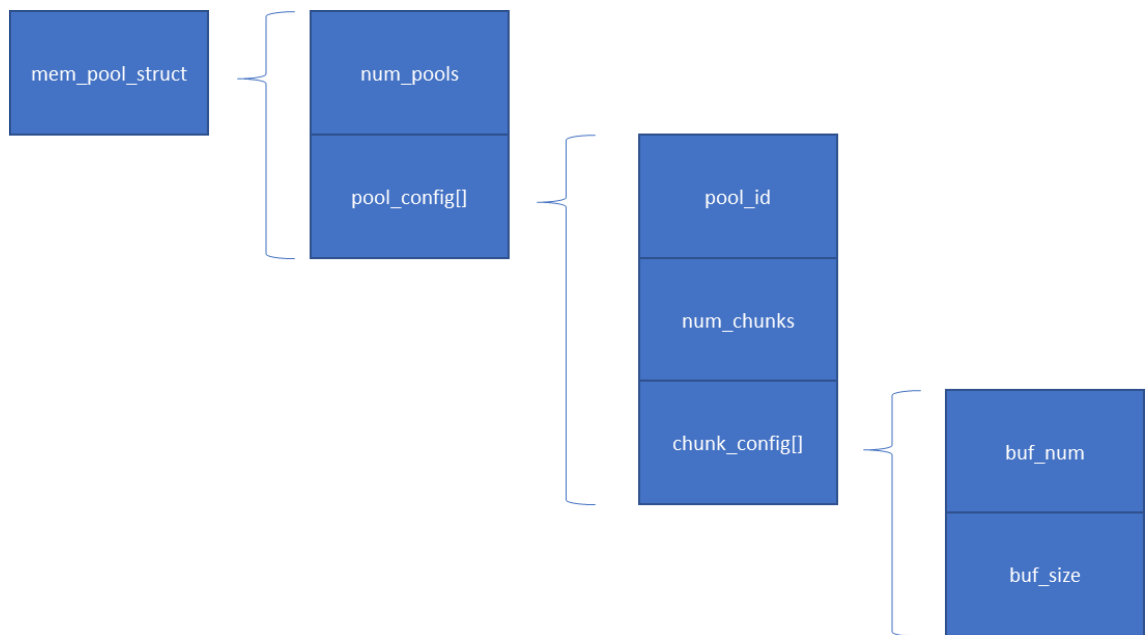 mem_pool_struct
num_pools
pool_config[]
pool_id
num_chunks
chunk_config[]
buf_num
buf_size